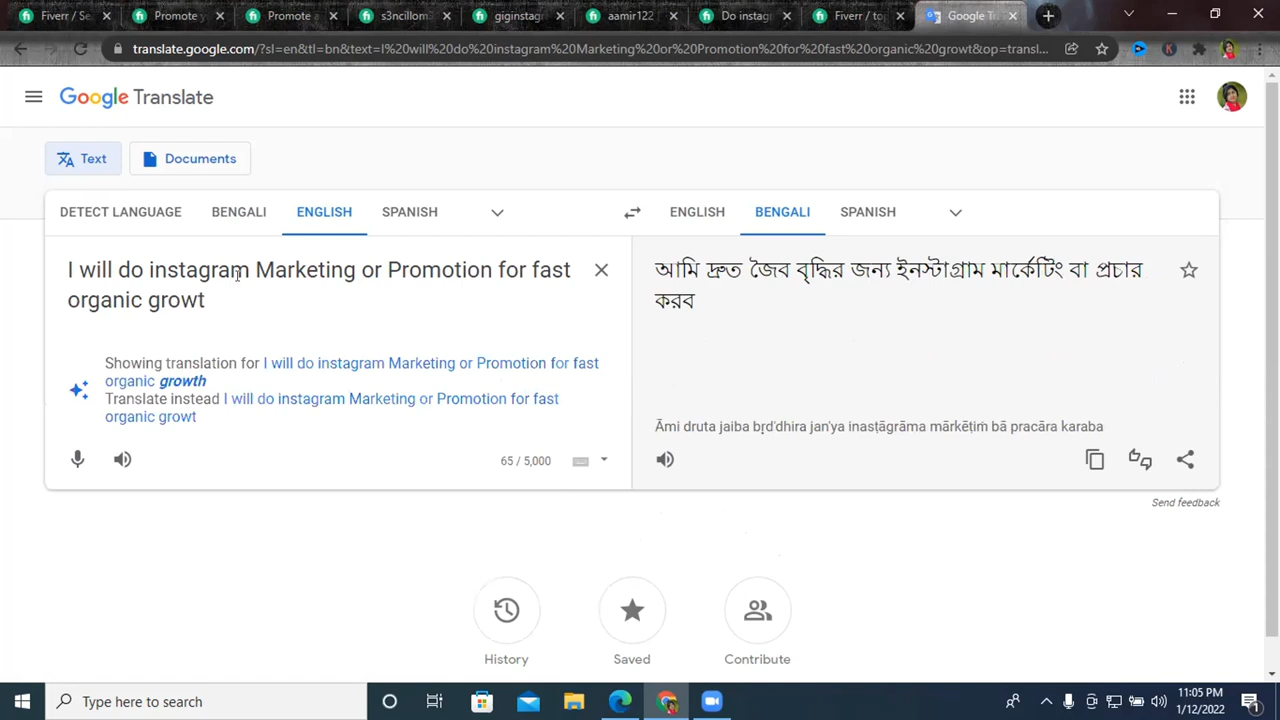 Fiverr / Se
Promote y
Promote a
s3ncillom
giginstag
aamir122
Do instag
Fiverr / top
Google Tra
translate.google.com/?sl=en&tl=bn&text=I%20will%20do%20instagram%20Marketing%20or%20Promotion%20for%20fast%20organic%20growt&op=transl...
K
Google Translate
Text
Documents
DETECT LANGUAGE
BENGALI
ENGLISH
SPANISH
ENGLISH
BENGALI
SPANISH
I will do instagram Marketing or Promotion for fast
organic growt
আমি দ্রুত জৈব বৃদ্ধির জন্য ইনস্টাগ্রাম মার্কেটিং বা প্রচার
করব
Showing translation for I will do instagram Marketing or Promotion for fast
organic growth
Translate instead I will do instagram Marketing or Promotion for fast
organic growt
Āmi druta jaiba br̥d'dhira jan'ya inasṭāgrāma mārkēṭiṁ bā pracāra karaba
65 / 5,000
Send feedback
History
Saved
Contribute
Type here to search
11:05 PM
1/12/2022
1